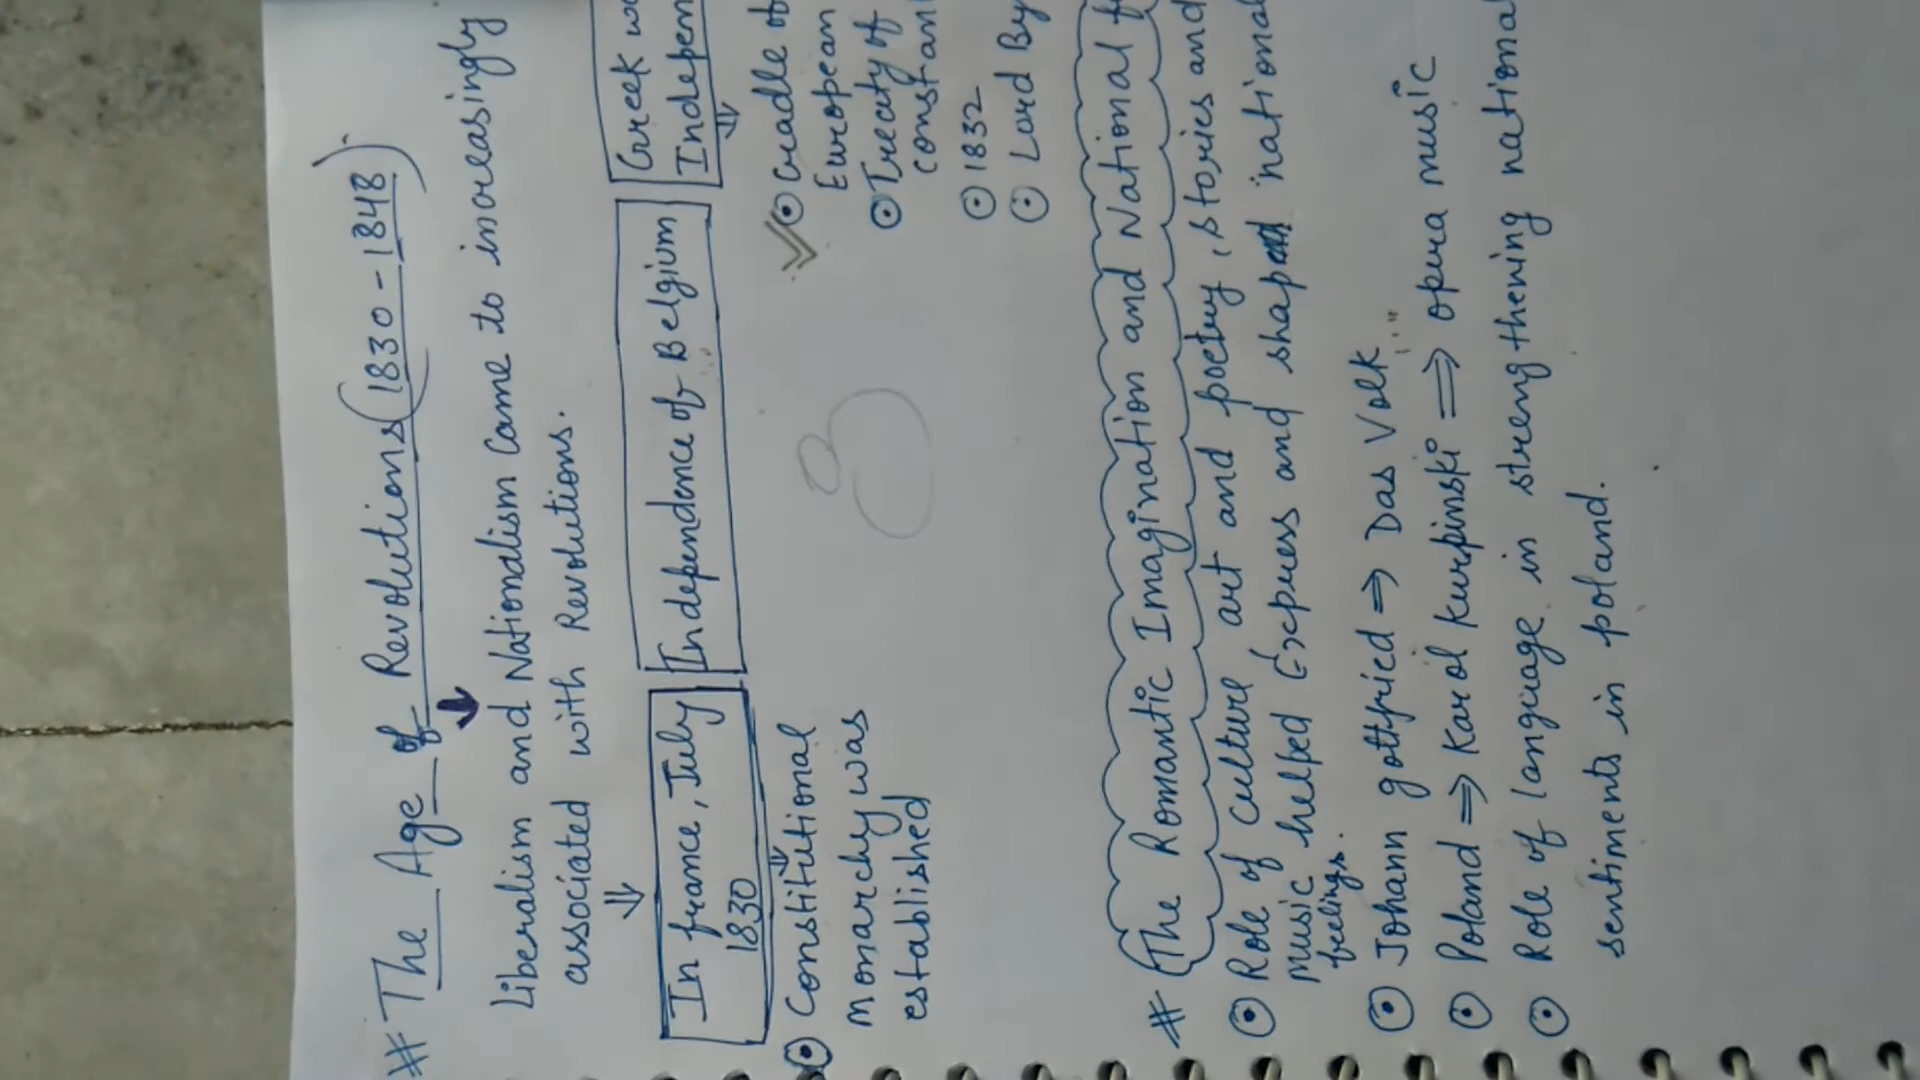 # The Age of Revolutions (1830-1848)
Liberalism and Nationalism Came to increasingly
associated with Revolutions.
In france, July
1830
Constitutional
Monarchy was
established
Independence of Belgium
Greek
Indepen
Cradle of
European
Treaty of
Constan
1832
Lord By
# The Romantic Imagination and National
Role of culture art and poetry, stories and
music helped Express and shaped national
feelings.
Johann gottfried ⇒ Das Volk
Poland ⇒ Karol Kurpinski ⇒ opera music
Role of language in strengthening national
sentiments in poland.